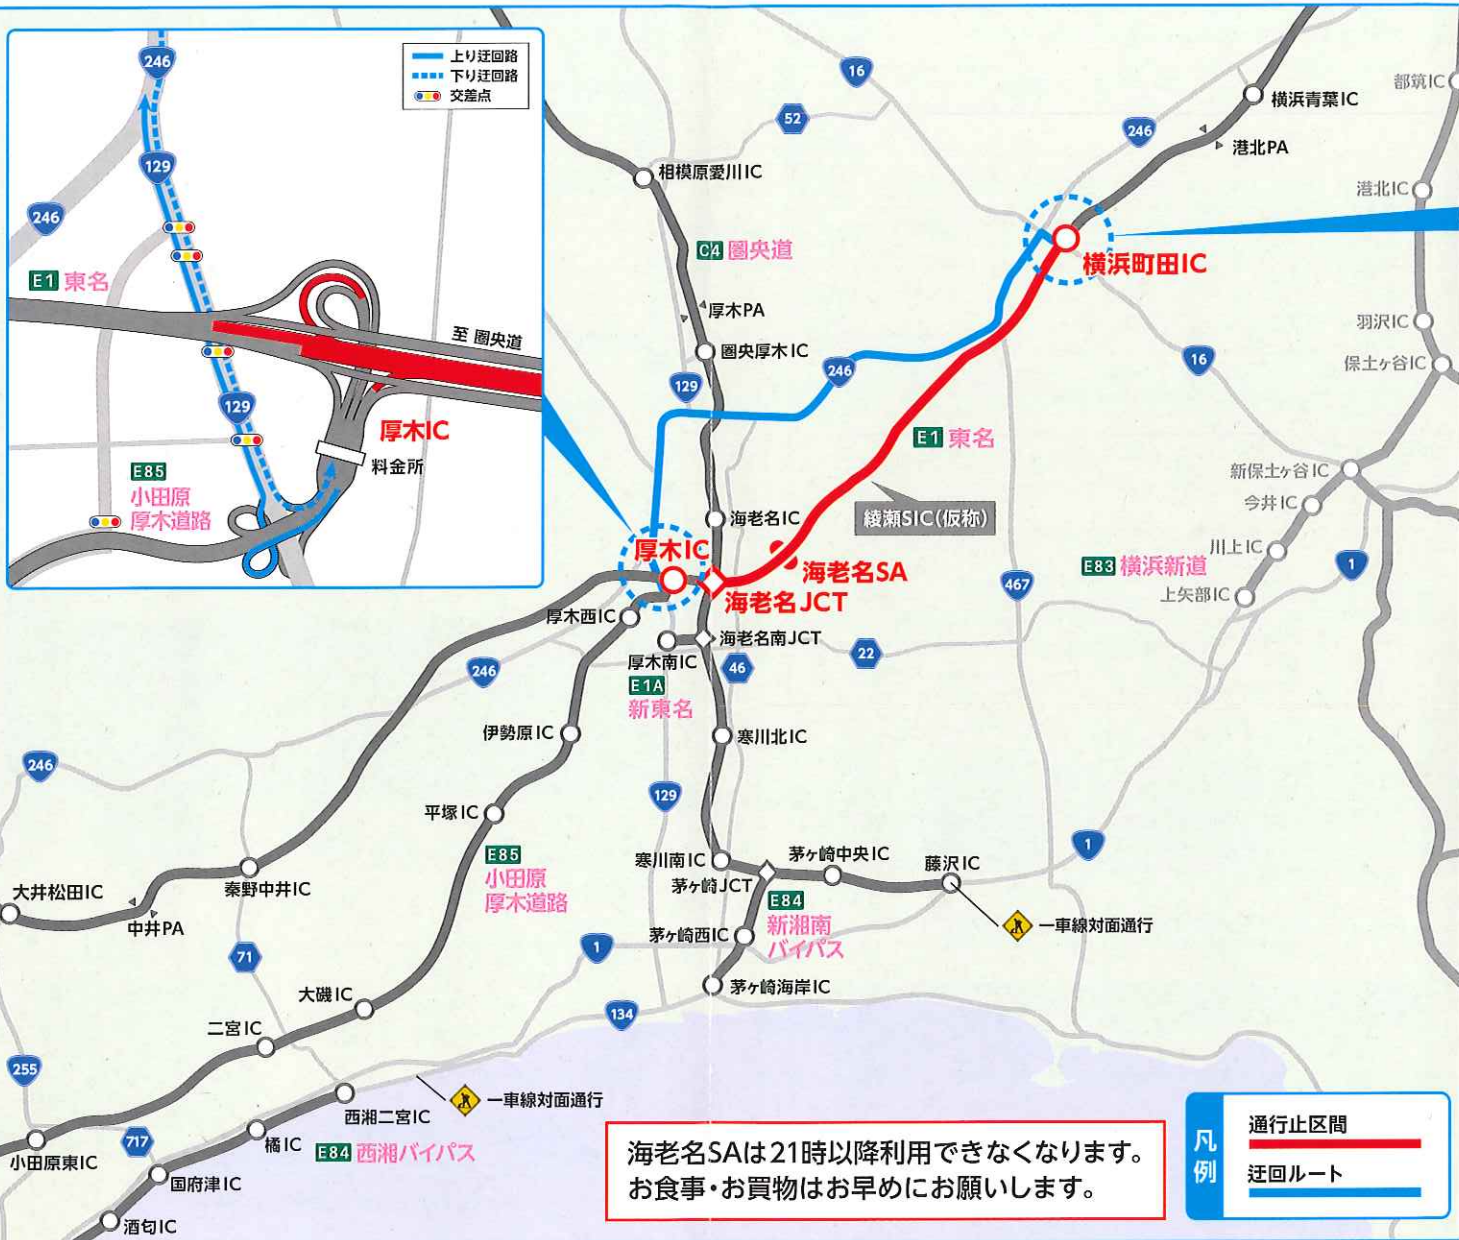 上り迂回路
下り迂回路
交差点
246
129
246
E1 東名
至 圏央道
129
厚木IC
料金所
E85
小田原
厚木道路
16
52
246
横浜青葉IC
都筑IC
港北PA
相模原愛川IC
港北IC
C4 圏央道
横浜町田IC
厚木PA
羽沢IC
圏央厚木IC
16
保土ヶ谷IC
129
246
E1 東名
新保土ヶ谷IC
今井IC
海老名IC
綾瀬SIC(仮称)
川上IC
厚木IC
海老名SA
E83 横浜新道
1
海老名JCT
467
上矢部IC
厚木西IC
海老名南JCT
厚木南IC
22
246
46
E1A
新東名
伊勢原IC
寒川北IC
246
129
平塚IC
1
E85
小田原
厚木道路
寒川南IC
茅ヶ崎中央IC
藤沢IC
茅ヶ崎JCT
大井松田IC
秦野中井IC
中井PA
E84
新湘南
バイパス
一車線対面通行
茅ヶ崎西IC
1
71
茅ヶ崎海岸IC
大磯IC
134
二宮IC
255
一車線対面通行
西湘二宮IC
717
橘IC
E84 西湘バイパス
小田原東IC
国府津IC
酒匂IC
海老名SAは21時以降利用できなくなります。
お食事・お買物はお早めにお願いします。
凡例
通行止区間
迂回ルート